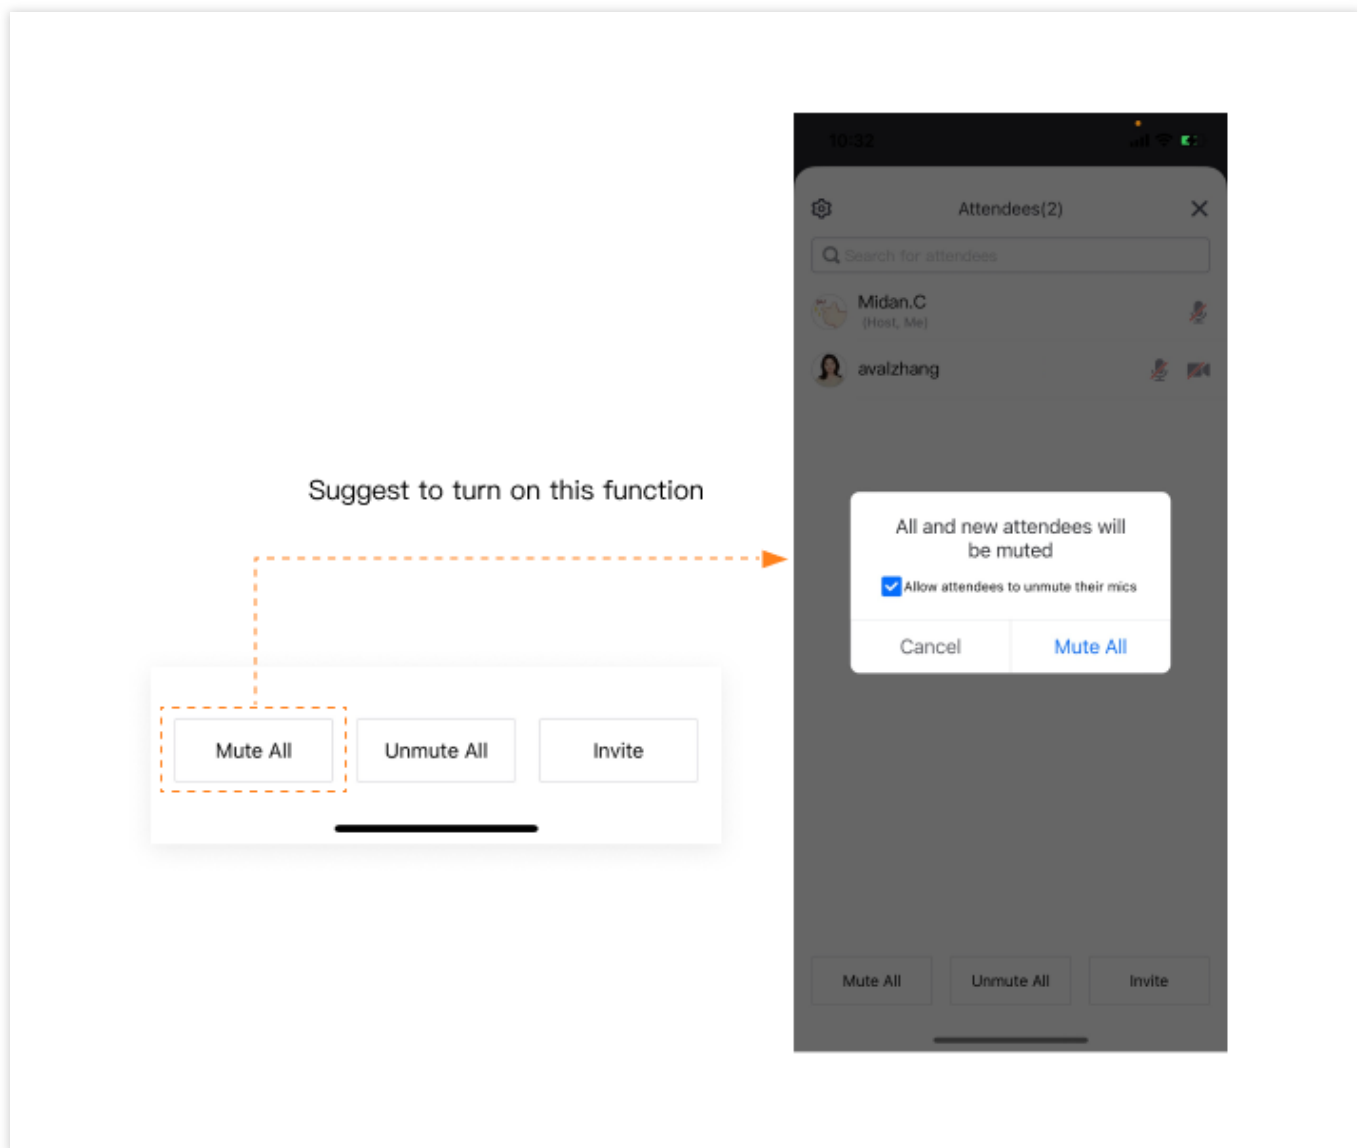 10:32
Attendees(2)
Search for attendees
Midan.C
(Host, Me)
avalzhang
Suggest to turn on this function
All and new attendees will
be muted
Allow attendees to unmute their mics
Cancel Mute All
Mute All Unmute All Invite
Mute All Unmute All Invite